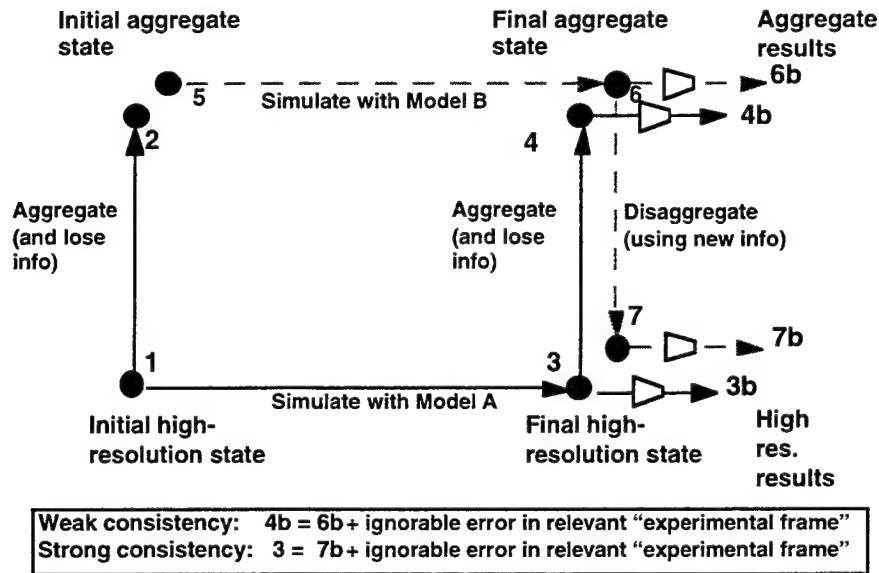 Initial aggregate
state
Final aggregate
state
Aggregate
results
5
Simulate with Model B
6
6b
2
4
4b
Aggregate
(and lose
info)
Aggregate
(and lose
info)
Disaggregate
(using new info)
7
7b
1
3
3b
Simulate with Model A
Initial high-
resolution state
Final high-
resolution state
High
res.
results
Weak consistency: 4b = 6b+ ignorable error in relevant “experimental frame”
Strong consistency: 3 = 7b+ ignorable error in relevant “experimental frame”